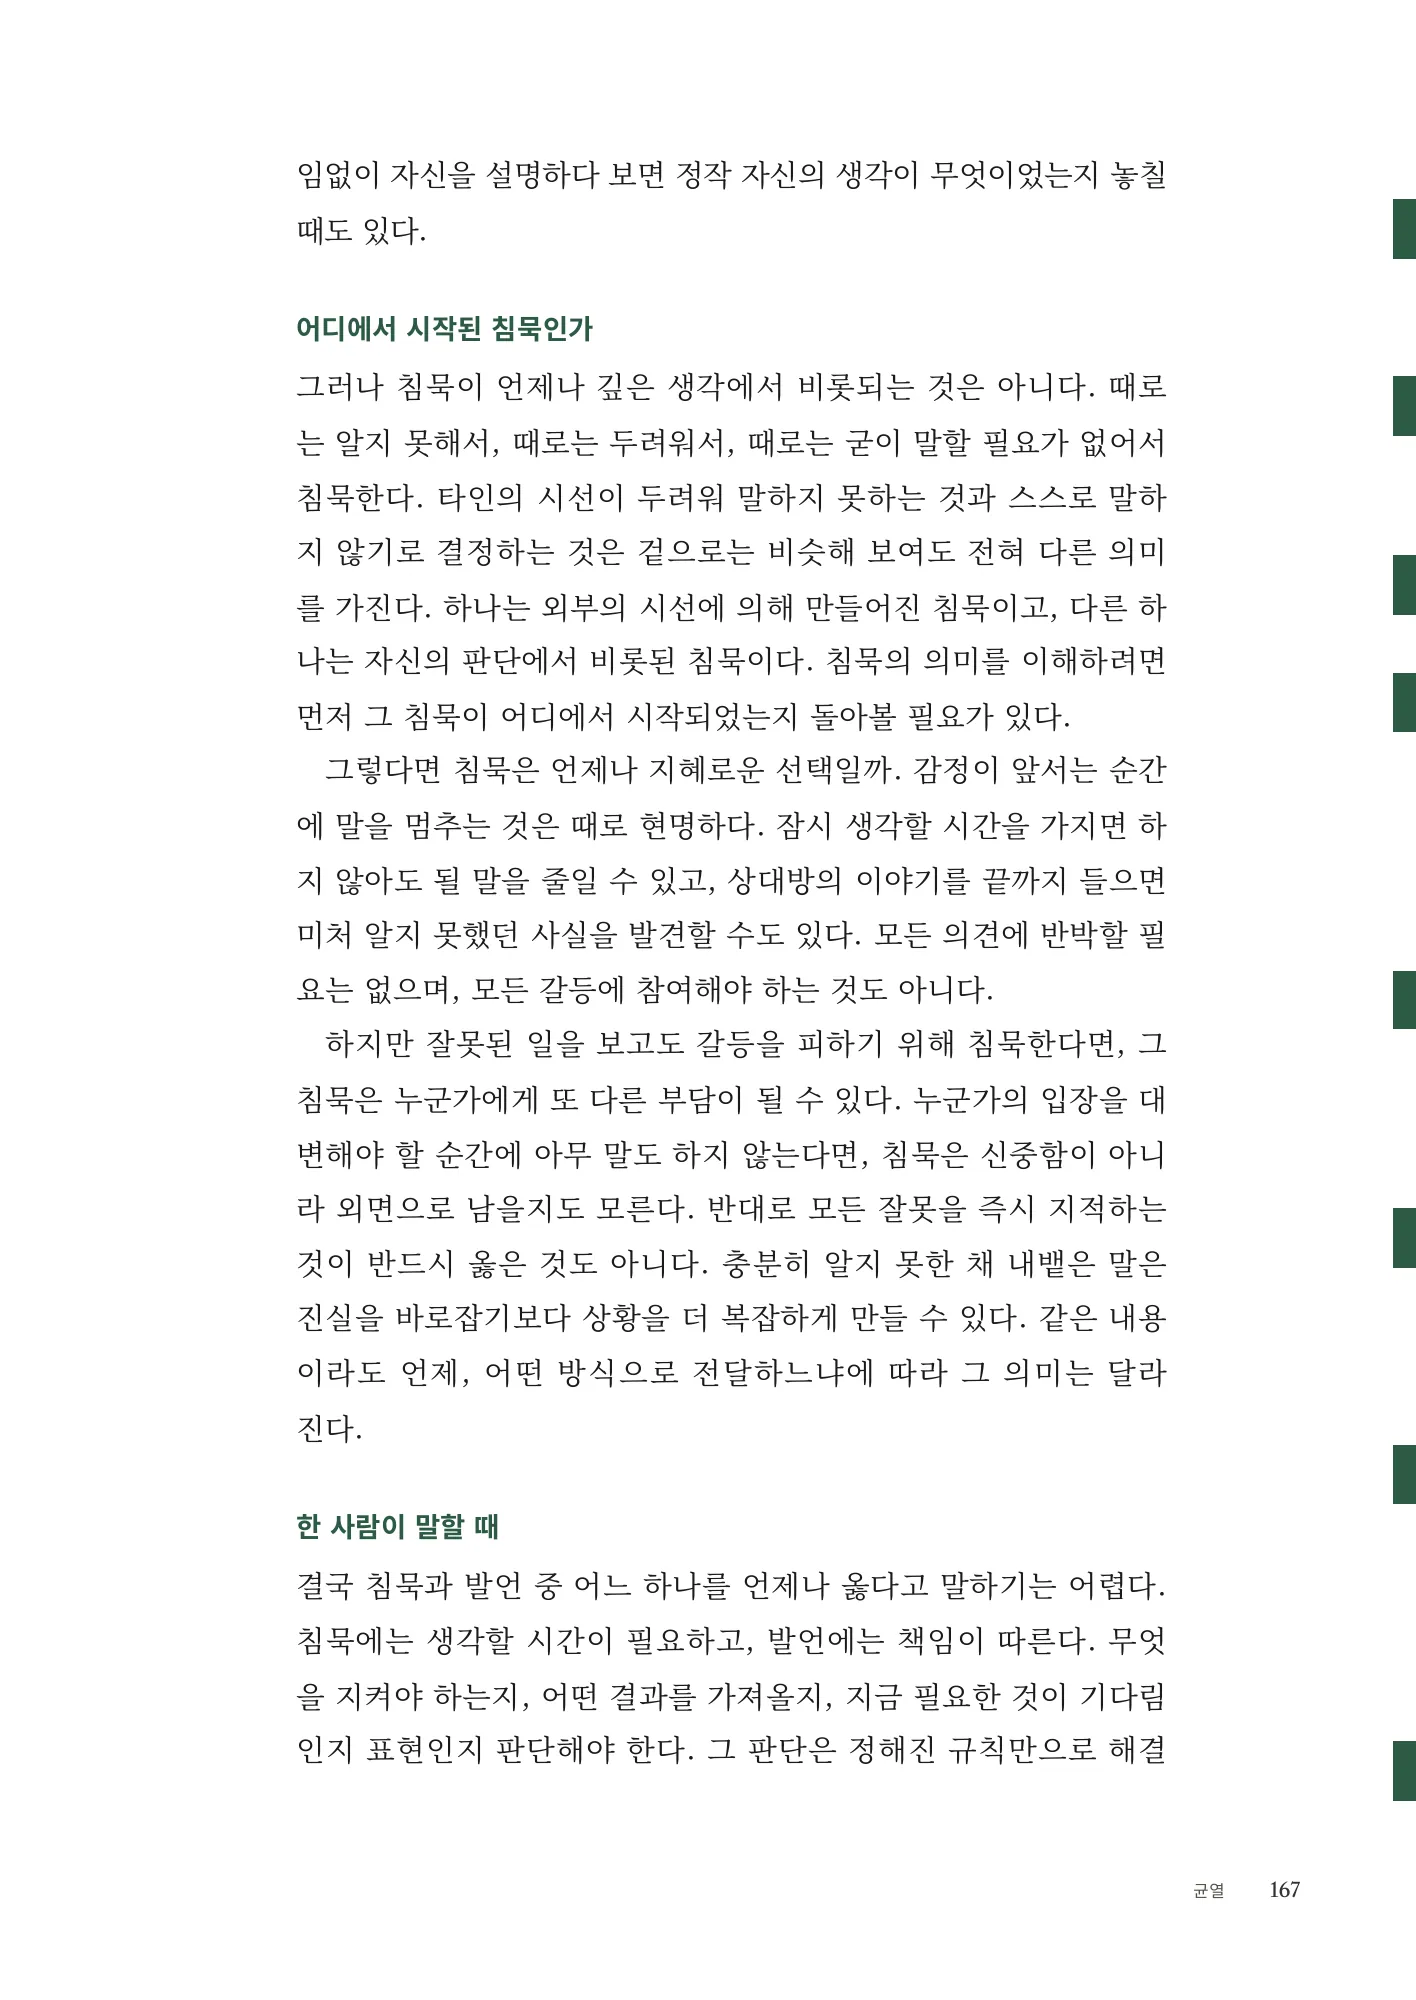 임없이 자신을 설명하다 보면 정작 자신의 생각이 무엇이었는지 놓칠
때도 있다.
어디에서 시작된 침묵인가
그러나 침묵이 언제나 깊은 생각에서 비롯되는 것은 아니다. 때로
는 알지 못해서, 때로는 두려워서, 때로는 굳이 말할 필요가 없어서
침묵한다. 타인의 시선이 두려워 말하지 못하는 것과 스스로 말하
지 않기로 결정하는 것은 겉으로는 비슷해 보여도 전혀 다른 의미
를 가진다. 하나는 외부의 시선에 의해 만들어진 침묵이고, 다른 하
나는 자신의 판단에서 비롯된 침묵이다. 침묵의 의미를 이해하려면
먼저 그 침묵이 어디에서 시작되었는지 돌아볼 필요가 있다.
그렇다면 침묵은 언제나 지혜로운 선택일까. 감정이 앞서는 순간
에 말을 멈추는 것은 때로 현명하다. 잠시 생각할 시간을 가지면 하
지 않아도 될 말을 줄일 수 있고, 상대방의 이야기를 끝까지 들으면
미처 알지 못했던 사실을 발견할 수도 있다. 모든 의견에 반박할 필
요는 없으며, 모든 갈등에 참여해야 하는 것도 아니다.
하지만 잘못된 일을 보고도 갈등을 피하기 위해 침묵한다면, 그
침묵은 누군가에게 또 다른 부담이 될 수 있다. 누군가의 입장을 대
변해야 할 순간에 아무 말도 하지 않는다면, 침묵은 신중함이 아니
라 외면으로 남을지도 모른다. 반대로 모든 잘못을 즉시 지적하는
것이 반드시 옳은 것도 아니다. 충분히 알지 못한 채 내뱉은 말은
진실을 바로잡기보다 상황을 더 복잡하게 만들 수 있다. 같은 내용
이라도 언제, 어떤 방식으로 전달하느냐에 따라 그 의미는 달라
진다.
한 사람이 말할 때
결국 침묵과 발언 중 어느 하나를 언제나 옳다고 말하기는 어렵다.
침묵에는 생각할 시간이 필요하고, 발언에는 책임이 따른다. 무엇
을 지켜야 하는지, 어떤 결과를 가져올지, 지금 필요한 것이 기다림
인지 표현인지 판단해야 한다. 그 판단은 정해진 규칙만으로 해결
균열 167